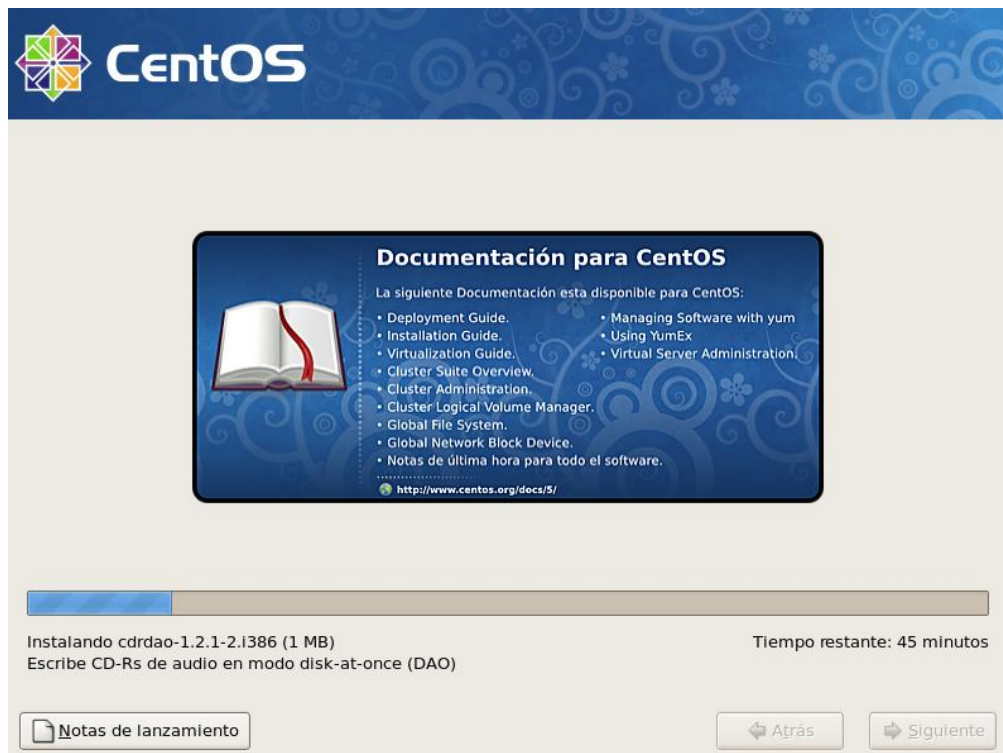 CentOS
Documentación para CentOS
La siguiente Documentación esta disponible para CentOS:
• Deployment Guide.
• Installation Guide.
• Virtualization Guide.
• Cluster Suite Overview.
• Cluster Administration.
• Cluster Logical Volume Manager.
• Global File System.
• Global Network Block Device.
• Notas de última hora para todo el software.
• Managing Software with yum
• Using YumEx
• Virtual Server Administration.
http://www.centos.org/docs/5/
Instalando cdrdao-1.2.1-2.i386 (1 MB)
Tiempo restante: 45 minutos
Escribe CD-Rs de audio en modo disk-at-once (DAO)
Notas de lanzamiento
Atrás
Siguiente